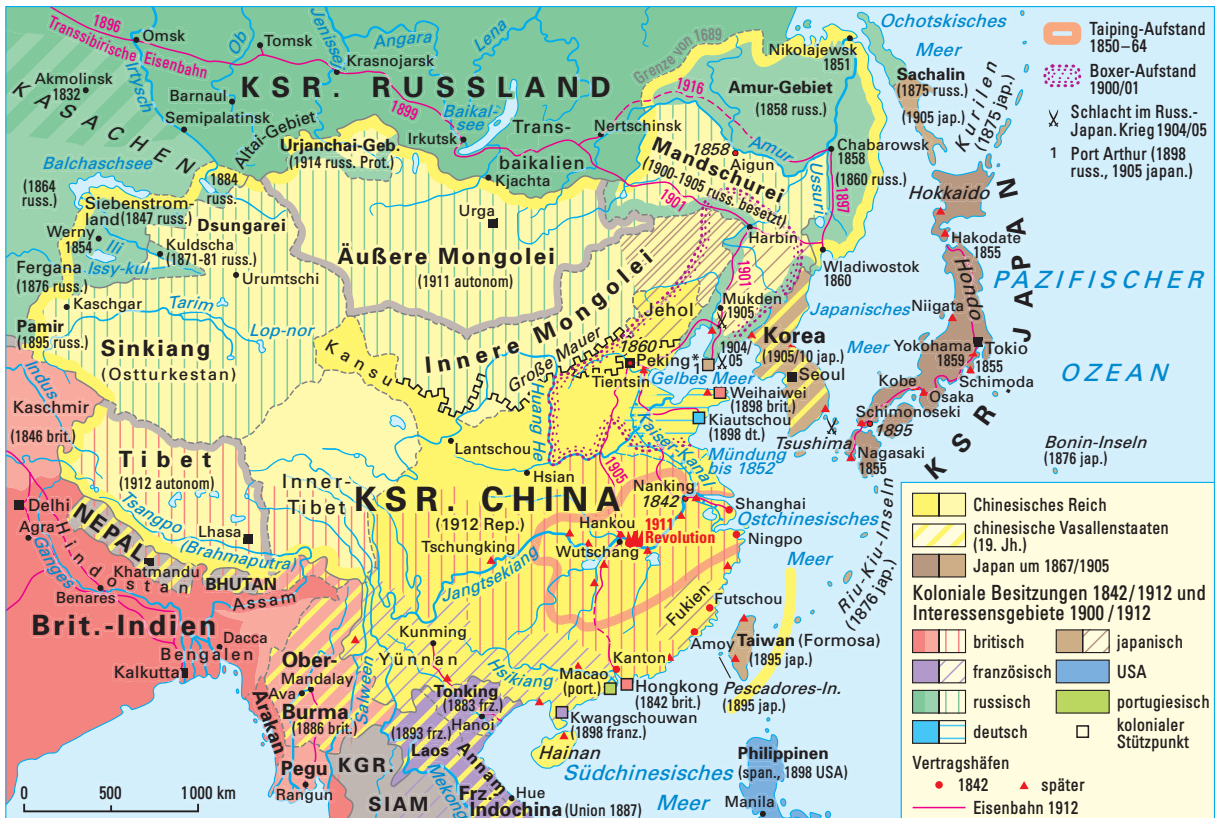 1896
Transsibirische Eisenbahn
Omsk
Ob
Tomsk
Jenissej
Krasnojarsk
Angara
Lena
Ochotskisches
Meer
Nikolajewsk
1851
Grenze von 1689
Sachalin
(1875 russ.)
(1905 jap.)
Kurilen
(1875 jap.)
KSR. RUSSLAND
Akmolinsk
1832
Irtysch
Barnaul
Semipalatinsk
KASACHEN
Altai-Gebiet
1899
Baikal-
see
Irkutsk
Trans-
baikalien
Kjachta
Nertschinsk
1916
Amur-Gebiet
(1858 russ.)
Amur
1858
Aigun
Chabarowsk
1858
(1860 russ.)
Ussuri
1897
Mandschurei
(1900-1905 russ. besetzt)
1901
Urjanchai-Geb.
(1914 russ. Prot.)
Balchaschsee
(1864
russ.)
1884
russ.
Siebenstrom-
land (1847 russ.)
Werny
1854
Ili
Issy-kul
Kuldscha
(1871-81 russ.)
Dsungarei
Urumtschi
Fergana
(1876 russ.)
Kaschgar
Pamir
(1895 russ.)
Tarim
Lop-nor
Sinkiang
(Ostturkestan)
Urga
Äußere Mongolei
(1911 autonom)
Innere Mongolei
Große Mauer
Kansu
Harbin
1901
Wladiwostok
1860
Mukden
1905
Jehol
1904/
05
1860
Peking
*
1
Tientsin
Gelbes Meer
Korea
(1905/10 jap.)
Seoul
Japanisches
Meer
Hokkaido
Hakodate
1855
Hondo
Niigata
Yokohama
1859
Tokio
1855
Schimoda
Kobe
Osaka
Schimonoseki
1895
Nagasaki
1855
Tsushima
KSR. JAPAN
PAZIFISCHER
OZEAN
Bonin-Inseln
(1876 jap.)
Riu-Kiu-Inseln
(1876 jap.)
Weihaiwei
(1898 brit.)
Kiautschou
(1898 dt.)
Mündung
bis 1852
Kaiser-Kanal
Huang He
Lantschou
Hsian
1905
Nanking
1842
Shanghai
Ostchinesisches
Meer
Ningpo
KSR. CHINA
(1912 Rep.)
Hankou
1911
Revolution
Wutschang
Tschungking
Jangtsekiang
Inner-
Tibet
Indus
Kaschmir
(1846 brit.)
Tibet
(1912 autonom)
Tsangpo
(Brahmaputra)
Lhasa
NEPAL
Khatmandu
BHUTAN
Assam
Delhi
Agra
Hindostan
Ganges
Benares
Brit.-Indien
Dacca
Bengalen
Kalkutta
Ober-
Mandalay
Ava
Burma
(1886 brit.)
Arakan
Pegu
Rangun
Saluen
Kunming
Yünnan
Hsikiang
Tonking
(1883 frz.)
Hanoi
(1893 frz.)
Laos
Annam
KGR.
SIAM
Mekong
Frz.
Indochina (Union 1887)
Hue
Fukien
Futschou
Amoy
Taiwan (Formosa)
(1895 jap.)
Pescadores-In.
(1895 jap.)
Kanton
Macao
(port.)
Hongkong
(1842 brit.)
Kwangschouwan
(1898 franz.)
Hainan
Südchinesisches
Meer
Philippinen
(span., 1898 USA)
Manila
0 500 1000 km
Taiping-Aufstand
1850–64
Boxer-Aufstand
1900/01
Schlacht im Russ.-
Japan. Krieg 1904/05
1 Port Arthur (1898
russ., 1905 japan.)
Chinesisches Reich
chinesische Vasallenstaaten
(19. Jh.)
Japan um 1867/1905
Koloniale Besitzungen 1842/1912 und
Interessensgebiete 1900/1912
britisch
japanisch
französisch
USA
russisch
portugiesisch
deutsch
kolonialer
Stützpunkt
Vertragshäfen
1842
später
Eisenbahn 1912